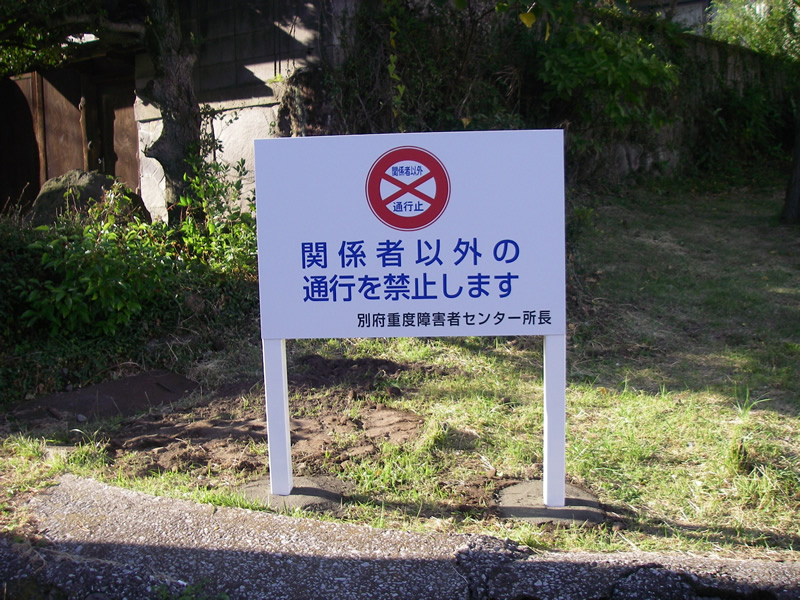 関係者以外
通行止
関係者以外の
通行を禁止します
別府重度障害者センター所長